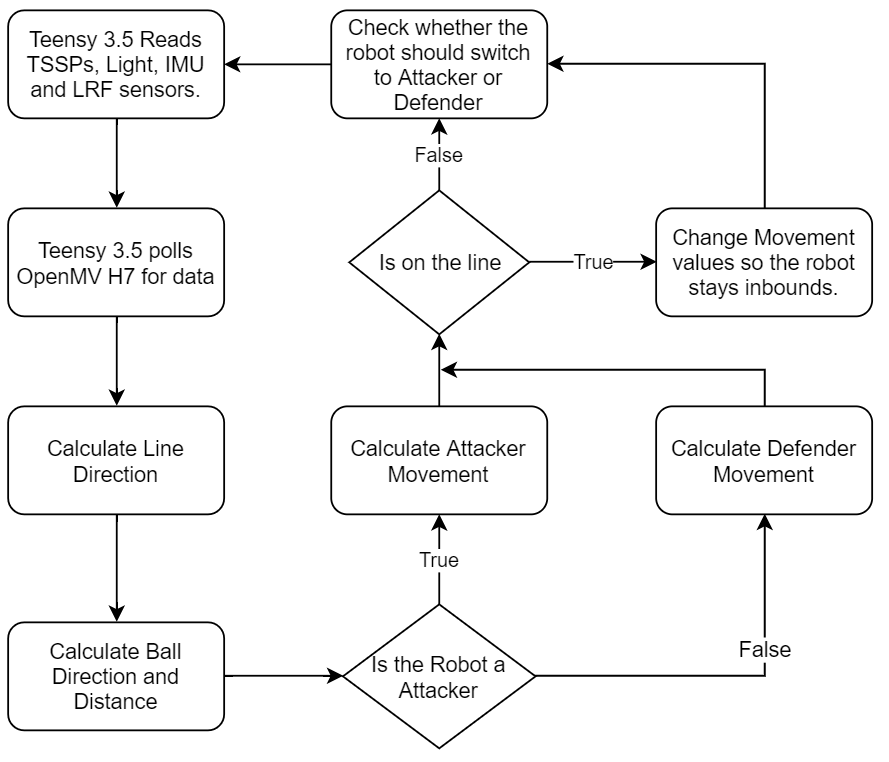 Teensy 3.5 Reads
TSSPs, Light, IMU
and LRF sensors.
Check whether the
robot should switch
to Attacker or
Defender
False
Teensy 3.5 polls
OpenMV H7 for data
Is on the line
True
Change Movement
values so the robot
stays inbounds.
Calculate Line
Direction
Calculate Attacker
Movement
Calculate Defender
Movement
True
Calculate Ball
Direction and
Distance
Is the Robot a
Attacker
False